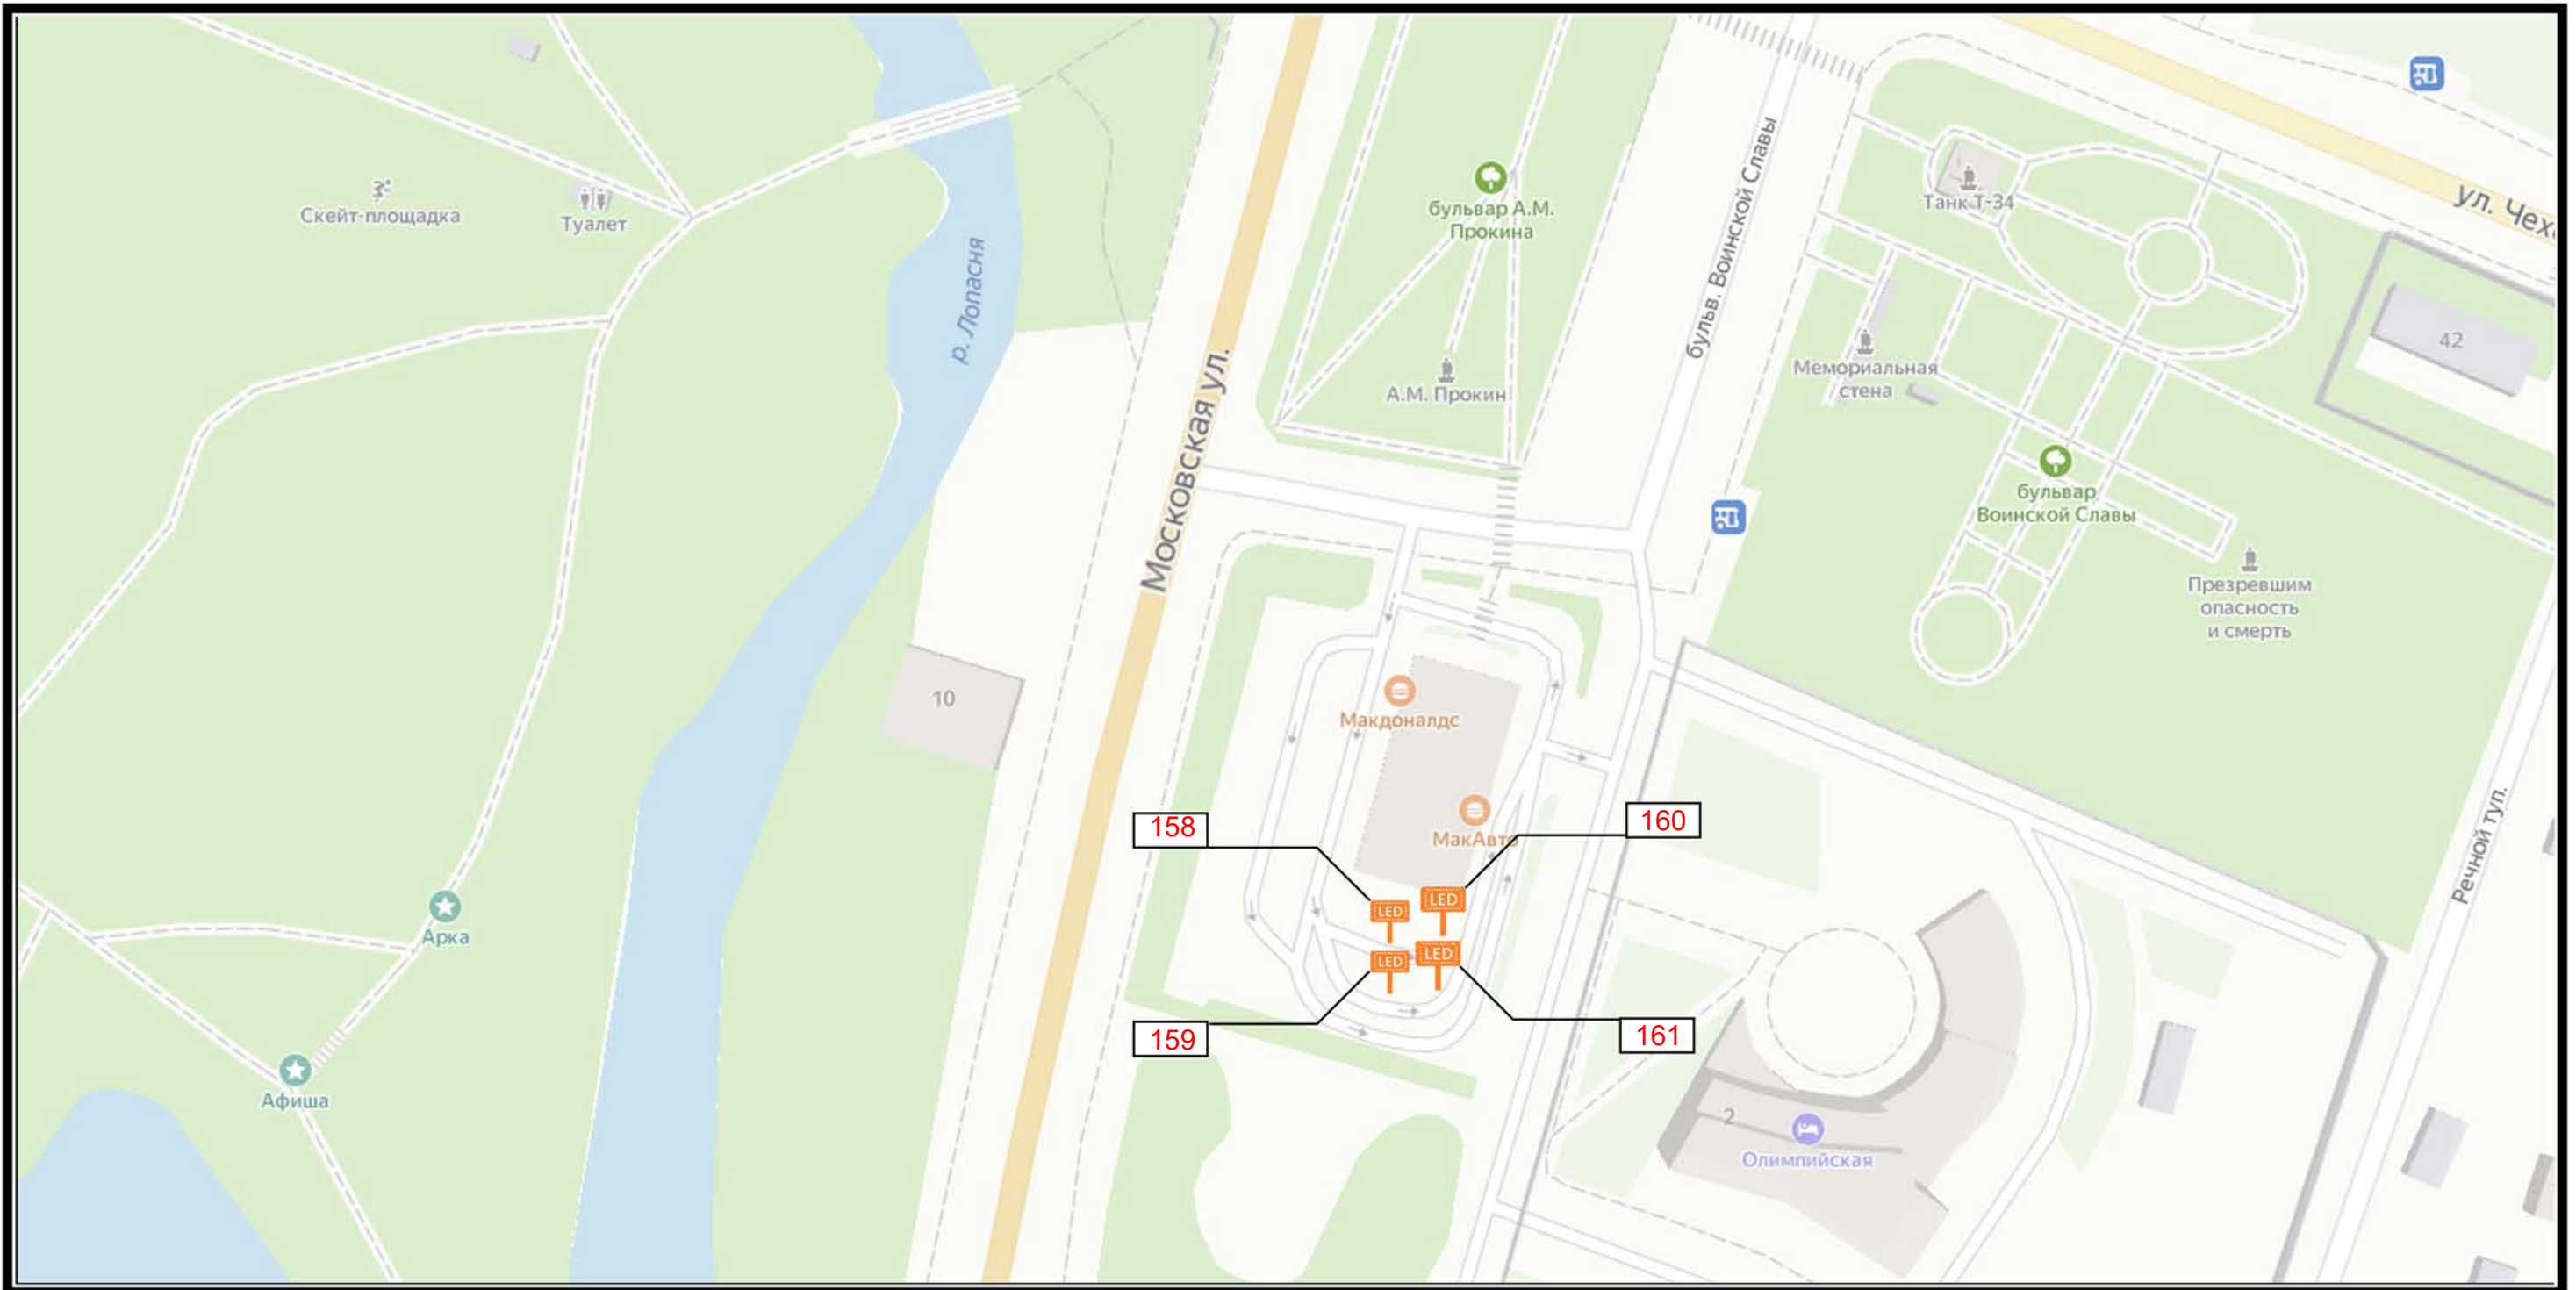 Скейт-площадка
Туалет
р. Лопасня
Московская ул.
бульвар А.М.
Прокина
А.М. Прокин
бульв. Воинской Славы
Танк Т-34
ул. Чехо
42
Мемориальная
стена
бульвар
Воинской Славы
Презревшим
опасность
и смерть
10
Макдоналдс
МакАвто
158
160
LED
LED
LED
LED
159
161
Речной туп.
Арка
Афиша
2
Олимпийская